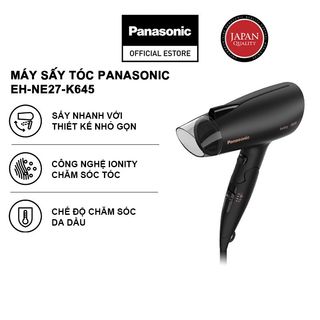 Panasonic
OFFICIAL ESTORE
JAPAN
QUALITY
MÁY SẤY TÓC PANASONIC
EH-NE27-K645
SẤY NHANH VỚI
THIẾT KẾ NHỎ GỌN
CÔNG NGHỆ IONITY
CHĂM SÓC TÓC
CHẾ ĐỘ CHĂM SÓC
DA DẦU
Panasonic